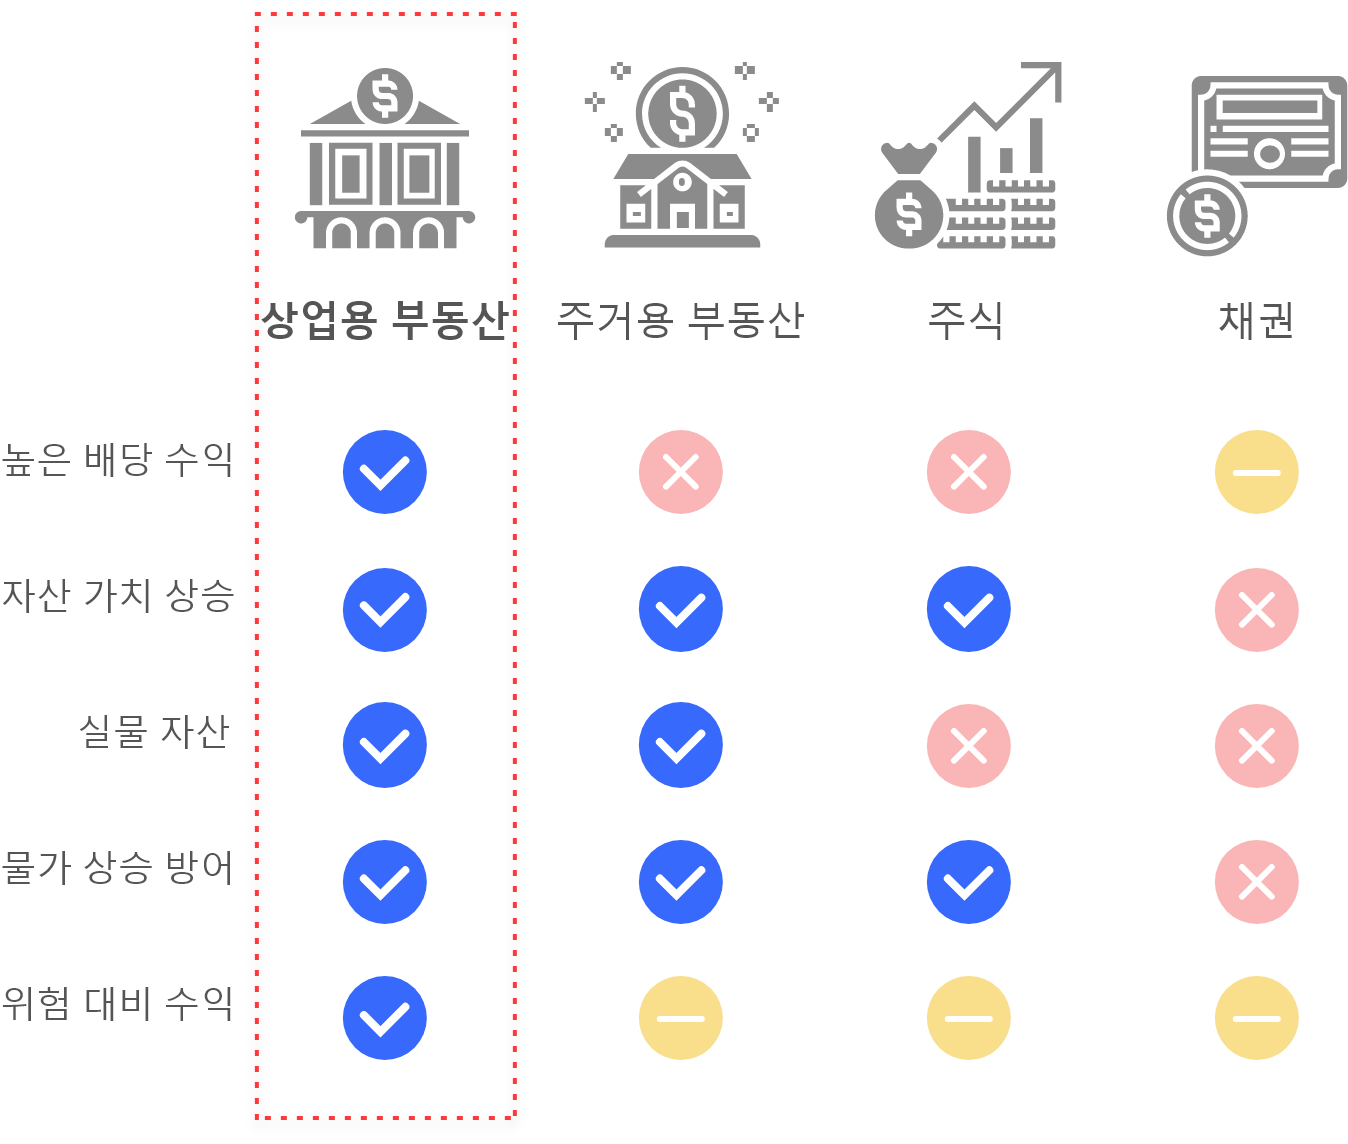 상업용 부동산
주거용 부동산
주식
채권
높은 배당 수익
자산 가치 상승
실물 자산
물가 상승 방어
위험 대비 수익